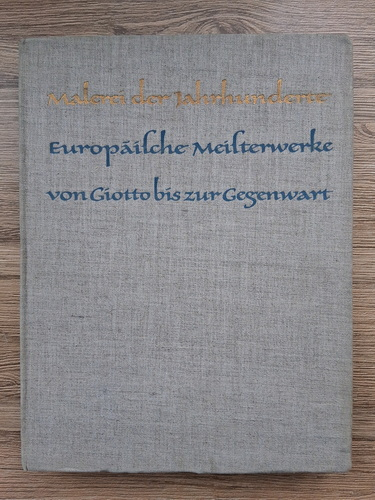 Malerei der Jahrhunderte
Europäiſche Meiſterwerke
von Giotto bis zur Gegenwart